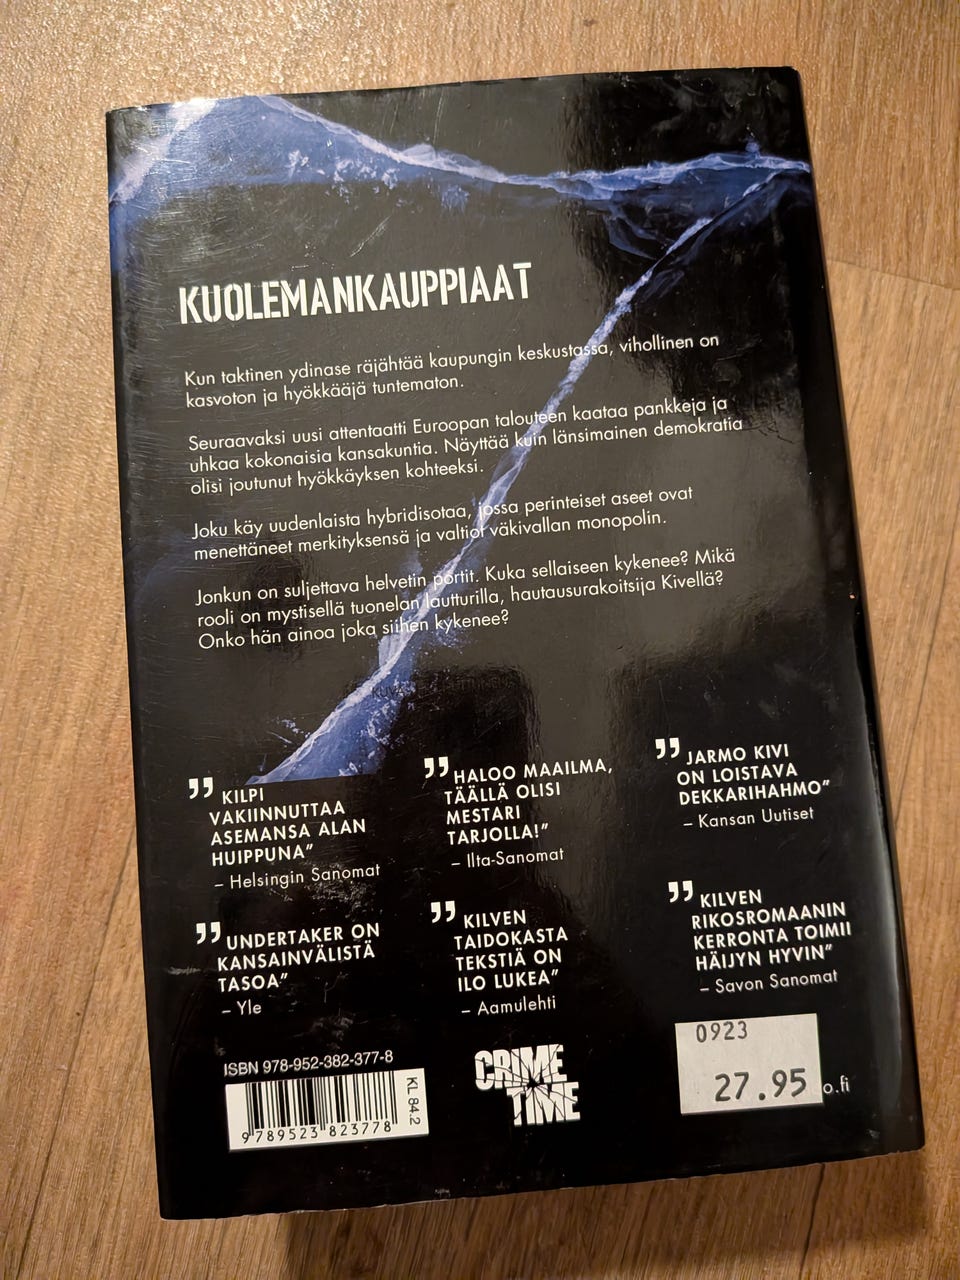 KUOLEMANKAUPPIAAT
Kun taktinen ydinase räjähtää kaupungin keskustassa, vihollinen on
kasvoton ja hyökkääjä tuntematon.
Seuraavaksi uusi attentaatti Euroopan talouteen kaataa pankkeja ja
uhkaa kokonaisia kansakuntia. Näyttää kuin länsimainen demokratia
olisi joutunut hyökkäyksen kohteeksi.
Joku käy uudenlaista hybridisotaa, jossa perinteiset aseet ovat
menettäneet merkityksensä ja valtiot väkivallan monopolin.
Jonkun on suljettava helvetin portit. Kuka sellaiseen kykenee? Mikä
rooli on mystisellä tuonelan lautturilla, hautausurakoitsija Kivellä?
Onko hän ainoa joka siihen kykenee?
”KILPI
VAKIINNUTTAA
ASEMANSA ALAN
HUIPPUNA”
– Helsingin Sanomat
”HALOO MAAILMA,
TÄÄLLÄ OLISI
MESTARI
TARJOLLA!”
– Ilta-Sanomat
”JARMO KIVI
ON LOISTAVA
DEKKARIHAHMO”
– Kansan Uutiset
”UNDERTAKER ON
KANSAINVÄLISTÄ
TASOA”
– Yle
”KILVEN
TAIDOKASTA
TEKSTIÄ ON
ILO LUKEA”
– Aamulehti
”KILVEN
RIKOSROMAANIN
KERRONTA TOIMII
HÄIJYN HYVIN”
– Savon Sanomat
ISBN 978-952-382-377-8
KL 84.2
9 789523 823778
CRIME
TIME
0923
27.95
o.fi